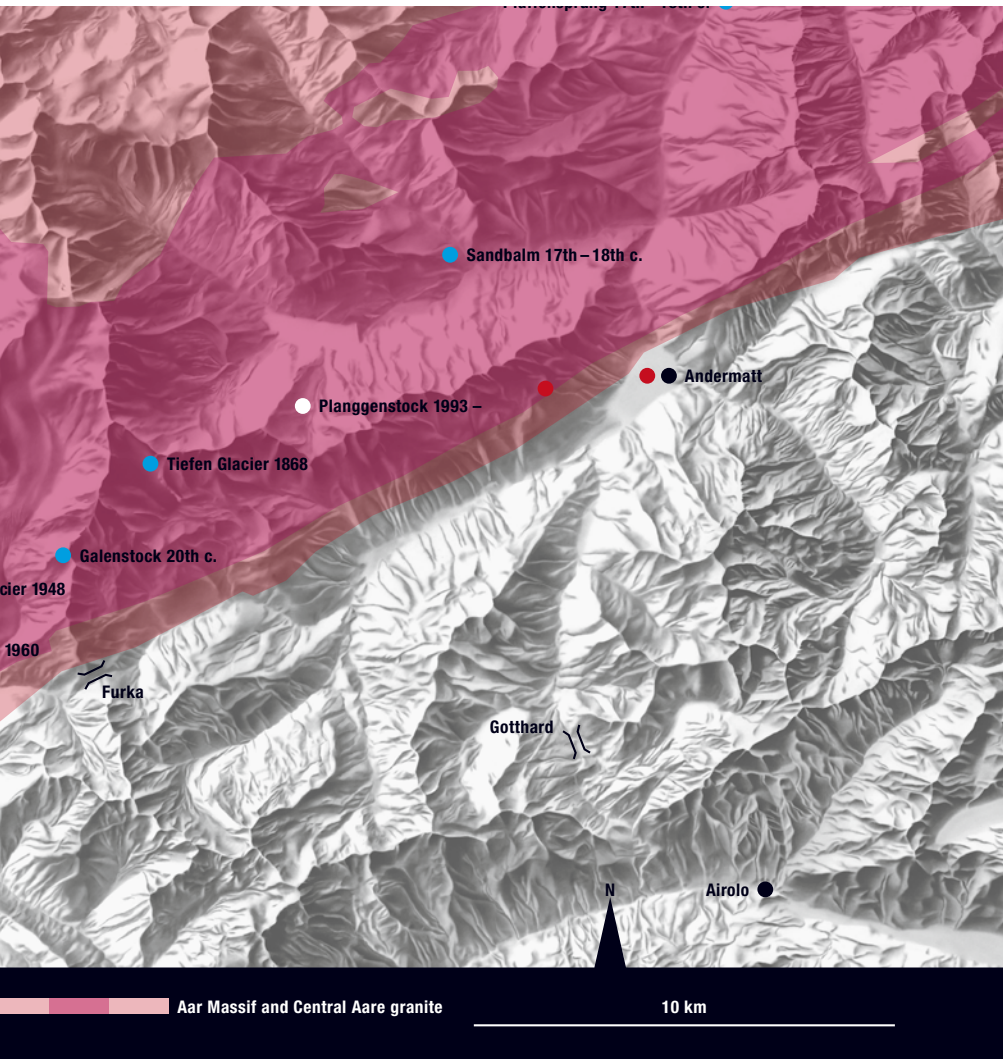 Sandbalm 17th – 18th c.
Andermatt
Planggenstock 1993 –
Tiefen Glacier 1868
Galenstock 20th c.
cier 1948
1960
Furka
Gotthard
N
Airolo
Aar Massif and Central Aare granite
10 km